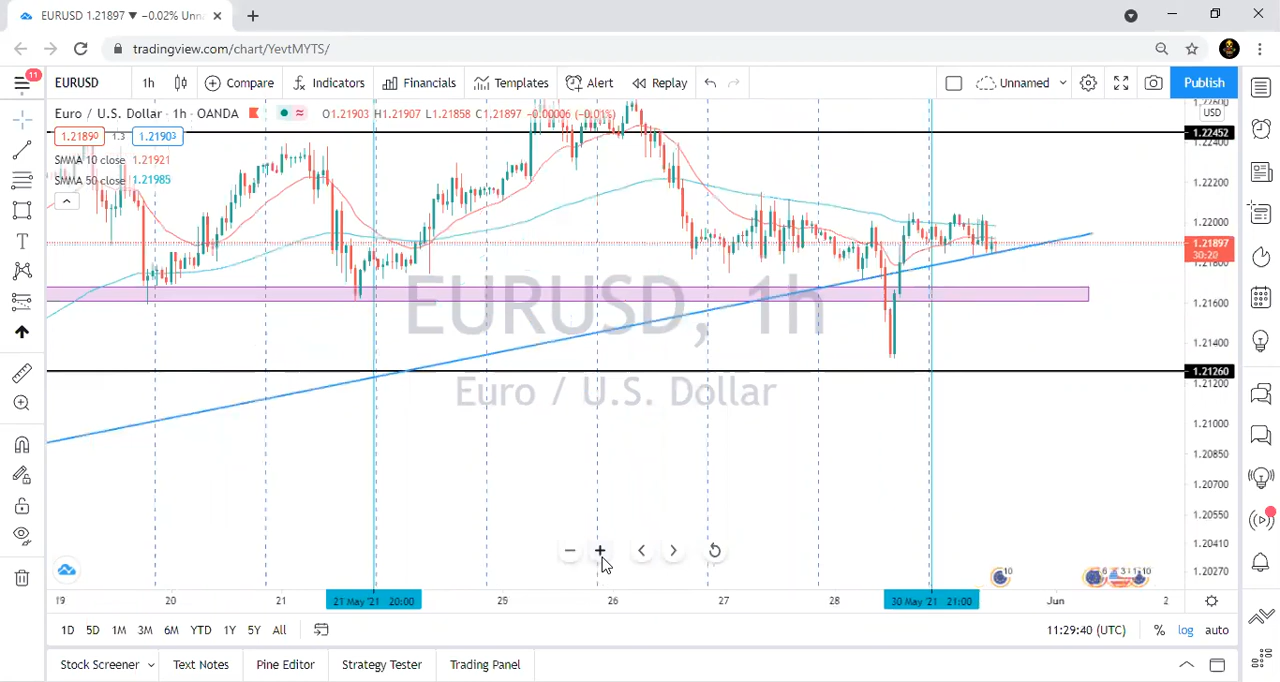 EURUSD 1.21897 ▼ −0.02% Unn
tradingview.com/chart/YevtMYTS/
11
EURUSD 1h Compare Indicators Financials Templates Alert Replay Unnamed Publish
Euro / U.S. Dollar · 1h · OANDA O1.21903 H1.21907 L1.21858 C1.21897 −0.00006 (−0.01%)
1.21890 1.3 1.21903
SMMA 10 close 1.21921
SMMA 50 close 1.21985
USD
1.22452
1.22400
1.22200
1.22000
1.21897
30:20
1.21800
1.21600
1.21400
1.21260
1.21200
1.21000
1.20850
1.20700
1.20550
1.20410
1.20270
EURUSD, 1h
Euro / U.S. Dollar
10
19 20 21 21 May '21 20:00 25 26 27 28 30 May '21 21:00 Jun 2
1D 5D 1M 3M 6M YTD 1Y 5Y All 11:29:40 (UTC) % log auto
Stock Screener Text Notes Pine Editor Strategy Tester Trading Panel